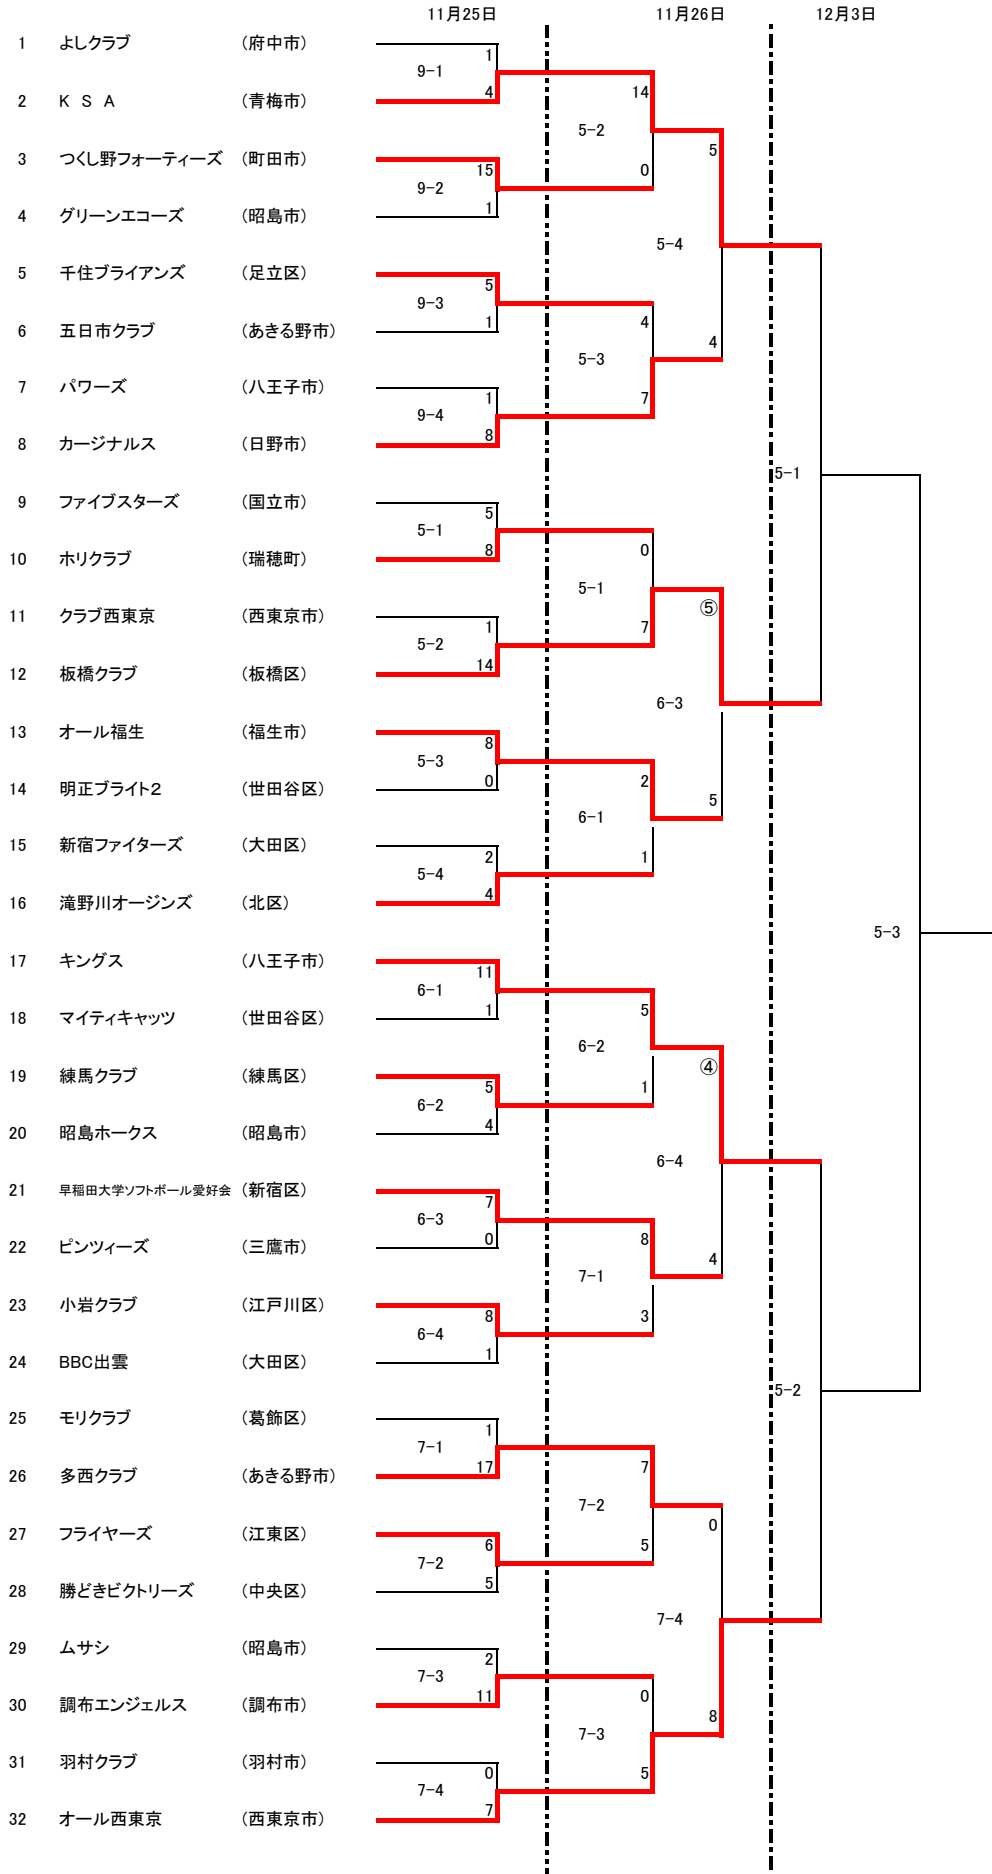 11月25日 11月26日 12月3日
1 よしクラブ (府中市) 1
9-1
2 K S A (青梅市) 4 14
5-2
3 つくし野フォーティーズ (町田市) 15 0 5
9-2
4 グリーンエコーズ (昭島市) 1
5-4
5 千住ブライアンズ (足立区) 5
9-3
6 五日市クラブ (あきる野市) 1 4 4
5-3
7 パワーズ (八王子市) 1 7
9-4
8 カージナルス (日野市) 8
5-1
9 ファイブスターズ (国立市) 5
5-1
10 ホリクラブ (瑞穂町) 8 0
5-1
11 クラブ西東京 (西東京市) 1 7 ⑤
5-2
12 板橋クラブ (板橋区) 14
6-3
13 オール福生 (福生市) 8
5-3
14 明正ブライト2 (世田谷区) 0 2 5
6-1
15 新宿ファイターズ (大田区) 2 1
5-4
16 滝野川オージンズ (北区) 4
5-3
17 キングス (八王子市) 11
6-1
18 マイティキャッツ (世田谷区) 1 5
6-2
19 練馬クラブ (練馬区) 5 1 ④
6-2
20 昭島ホークス (昭島市) 4
6-4
21 早稲田大学ソフトボール愛好会 (新宿区) 7
6-3
22 ピンツィーズ (三鷹市) 0 8 4
7-1
23 小岩クラブ (江戸川区) 8 3
6-4
24 BBC出雲 (大田区) 1
5-2
25 モリクラブ (葛飾区) 1
7-1
26 多西クラブ (あきる野市) 17 7
7-2
27 フライヤーズ (江東区) 6 5 0
7-2
28 勝どきビクトリーズ (中央区) 5
7-4
29 ムサシ (昭島市) 2
7-3
30 調布エンジェルス (調布市) 11 0 8
7-3
31 羽村クラブ (羽村市) 0 5
7-4
32 オール西東京 (西東京市) 7